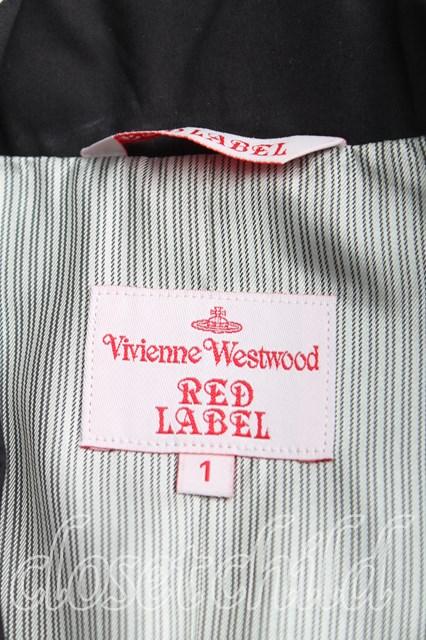 LABEL
Vivienne Westwood
RED
LABEL
1
closetchild